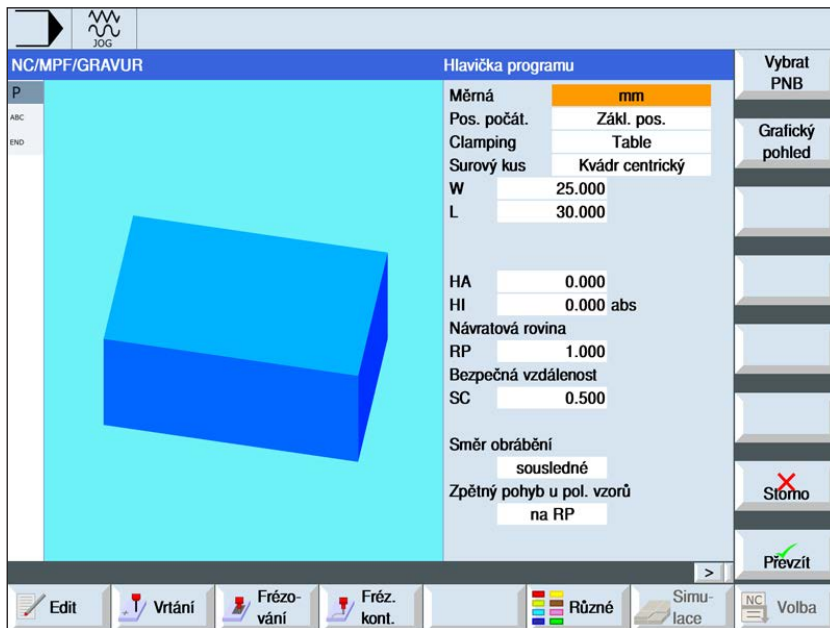 JOG
NC/MPF/GRAVUR
Hlavička programu
P
ABC
END
Měrná mm
Pos. počát. Zákl. pos.
Clamping Table
Surový kus Kvádr centrický
W 25.000
L 30.000
HA 0.000
HI 0.000 abs
Návratová rovina
RP 1.000
Bezpečná vzdálenost
SC 0.500
Směr obrábění
sousledné
Zpětný pohyb u pol. vzorů
na RP
>
Vybrat
PNB
Grafický
pohled
Storno
Převzít
Edit
Vrtání
Frézo-
vání
Fréz.
kont.
Různé
Simu-
lace
NC
Volba